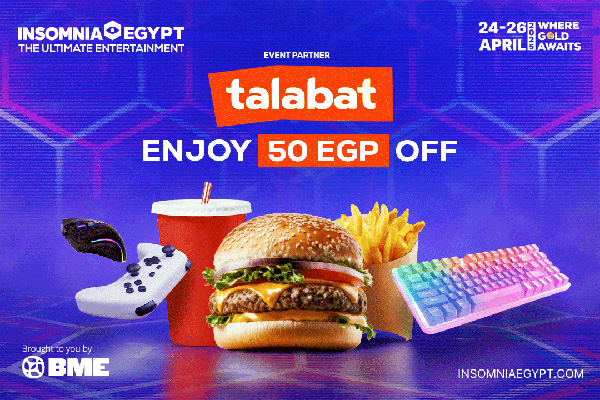 INSOMNIA EGYPT
THE ULTIMATE ENTERTAINMENT
24-26
APRIL
2025
WHERE
GOLD
AWAITS
EVENT PARTNER
talabat
ENJOY 50 EGP OFF
Brought to you by
BME
INSOMNIAEGYPT.COM